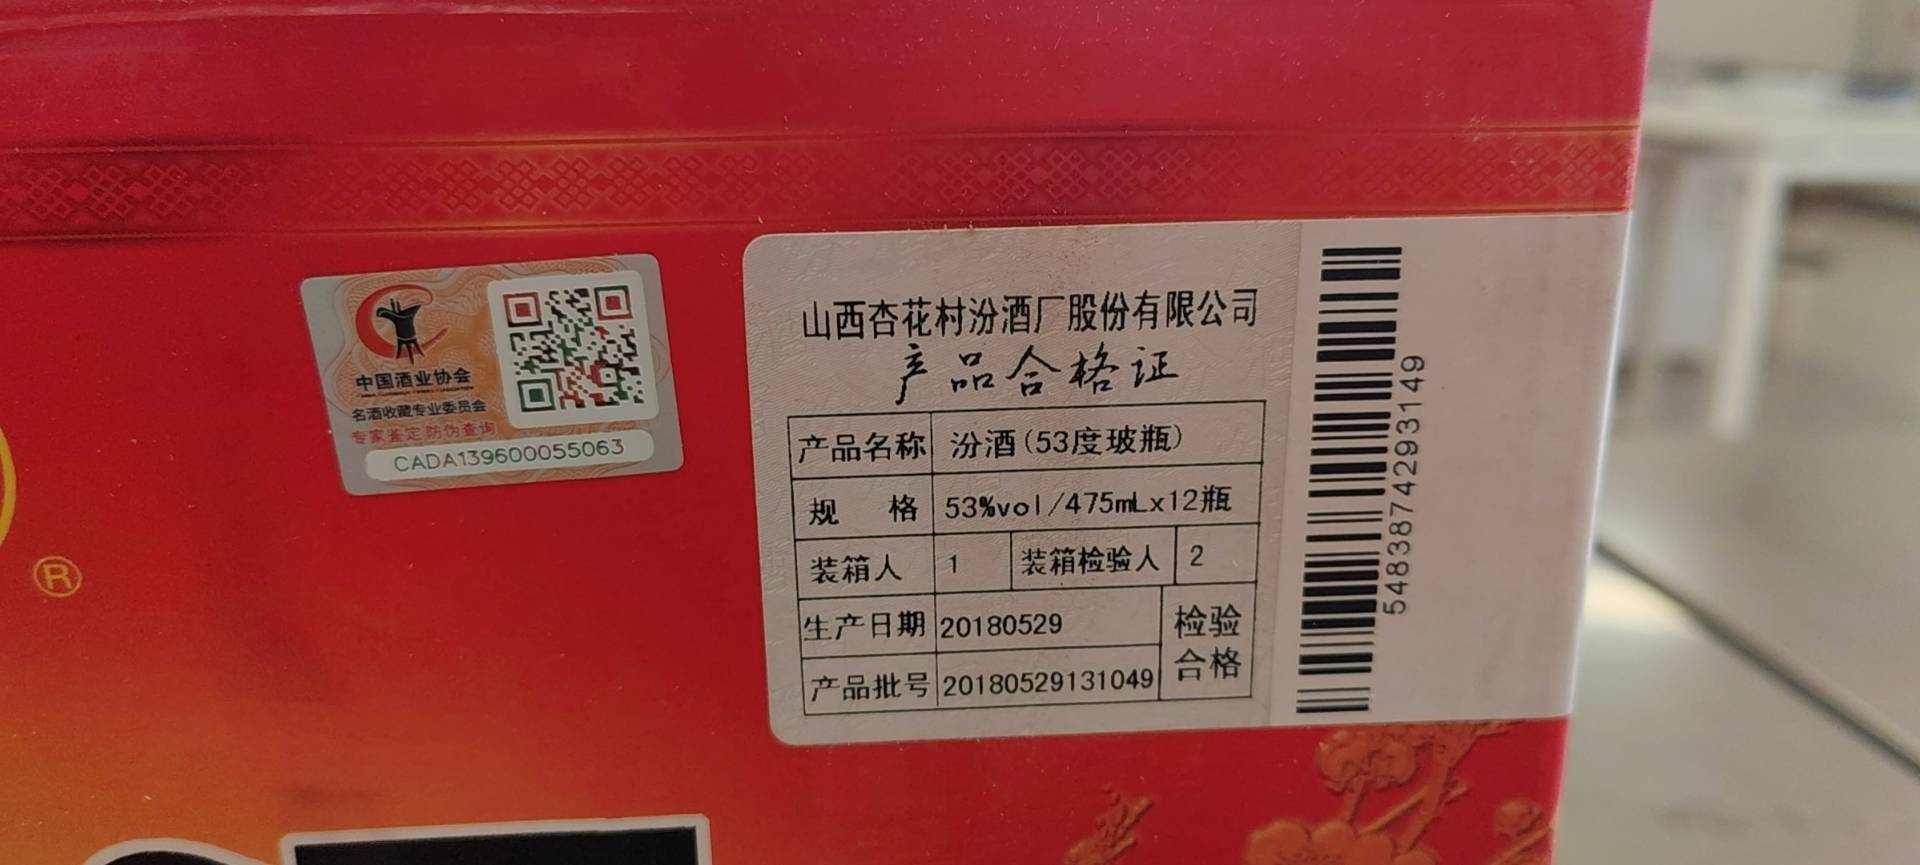 ®
中国酒业协会
名酒收藏专业委员会
专家鉴定 防伪查询
CADA139600055063
山西杏花村汾酒厂股份有限公司
产品合格证
产品名称 汾酒(53度玻瓶)
规 格 53%vol/475mLx12瓶
装箱人 1 装箱检验人 2
生产日期 20180529
产品批号 20180529131049
检验
合格
5483874293149